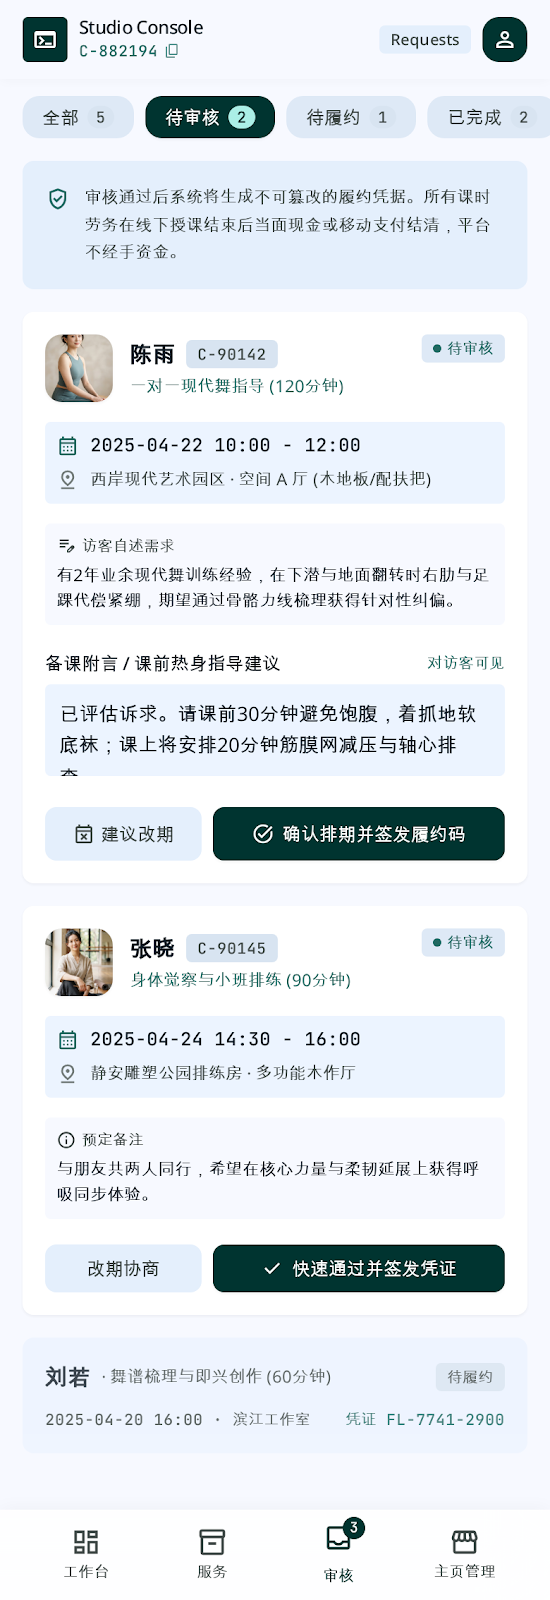 Studio Console
C-882194
Requests
全部 5
待审核 2
待履约 1
已完成 2
审核通过后系统将生成不可篡改的履约凭据。所有课时
劳务在线下授课结束后当面现金或移动支付结清，平台
不经手资金。
陈雨 C-90142
待审核
一对一现代舞指导 (120分钟)
2025-04-22 10:00 - 12:00
西岸现代艺术园区 · 空间 A 厅 (木地板/配扶把)
访客自述需求
有2年业余现代舞训练经验，在下潜与地面翻转时右肋与足
踝代偿紧绷，期望通过骨骼力线梳理获得针对性纠偏。
备课附言 / 课前热身指导建议
对访客可见
已评估诉求。请课前30分钟避免饱腹，着抓地软
底袜；课上将安排20分钟筋膜网减压与轴心排
建议改期
确认排期并签发履约码
张晓 C-90145
待审核
身体觉察与小班排练 (90分钟)
2025-04-24 14:30 - 16:00
静安雕塑公园排练房 · 多功能木作厅
预定备注
与朋友共两人同行，希望在核心力量与柔韧延展上获得呼
吸同步体验。
改期协商
快速通过并签发凭证
刘若 · 舞谱梳理与即兴创作 (60分钟)
待履约
2025-04-20 16:00 · 滨江工作室
凭证 FL-7741-2900
工作台
服务
3
审核
主页管理